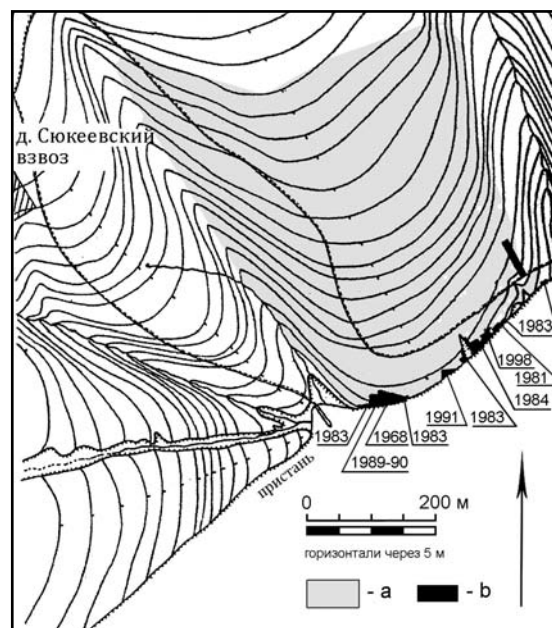 д. Сюкеевский
взвоз
1983
1998
1981
1984
1991
1983
1983
1968
1983
1989-90
пристань
0
200 м
горизонтали через 5 м
- a
- b